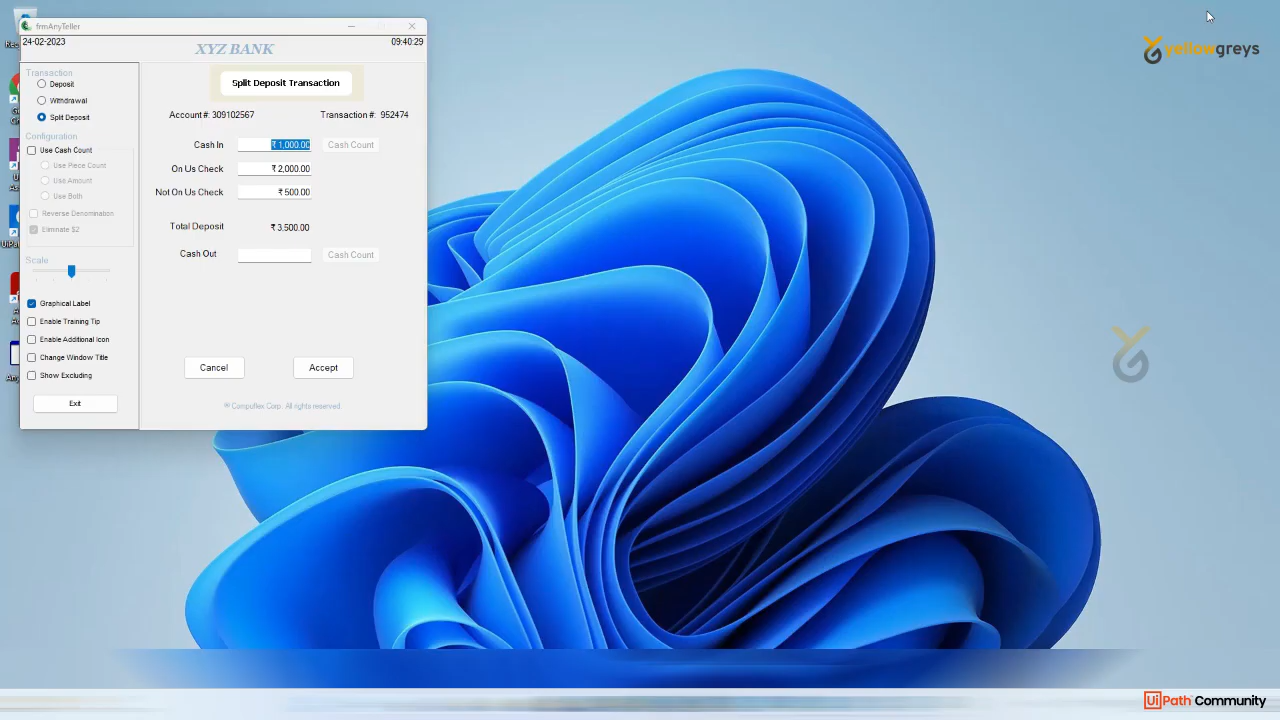 frmAnyTeller
24-02-2023
XYZ BANK
09:40:29
Transaction
Deposit
Withdrawal
Split Deposit
Configuration
Use Cash Count
Use Piece Count
Use Amount
Use Both
Reverse Denomination
Eliminate $2
Scale
Graphical Label
Enable Training Tip
Enable Additional Icon
Change Window Title
Show Excluding
Exit
Split Deposit Transaction
Account #: 309102567
Transaction #: 952474
Cash In ₹ 1,000.00 Cash Count
On Us Check ₹ 2,000.00
Not On Us Check ₹ 500.00
Total Deposit ₹ 3,500.00
Cash Out Cash Count
Cancel
Accept
Compuflex Corp. All rights reserved.
yellowgreys
UiPath Community